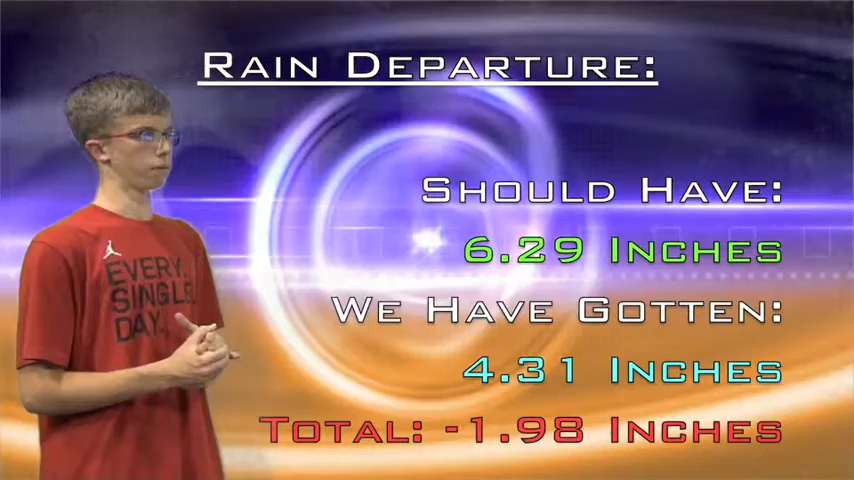 RAIN DEPARTURE:
SHOULD HAVE:
6.29 INCHES
WE HAVE GOTTEN:
4.31 INCHES
TOTAL: -1.98 INCHES
EVERY.
SINGLE.
DAY.